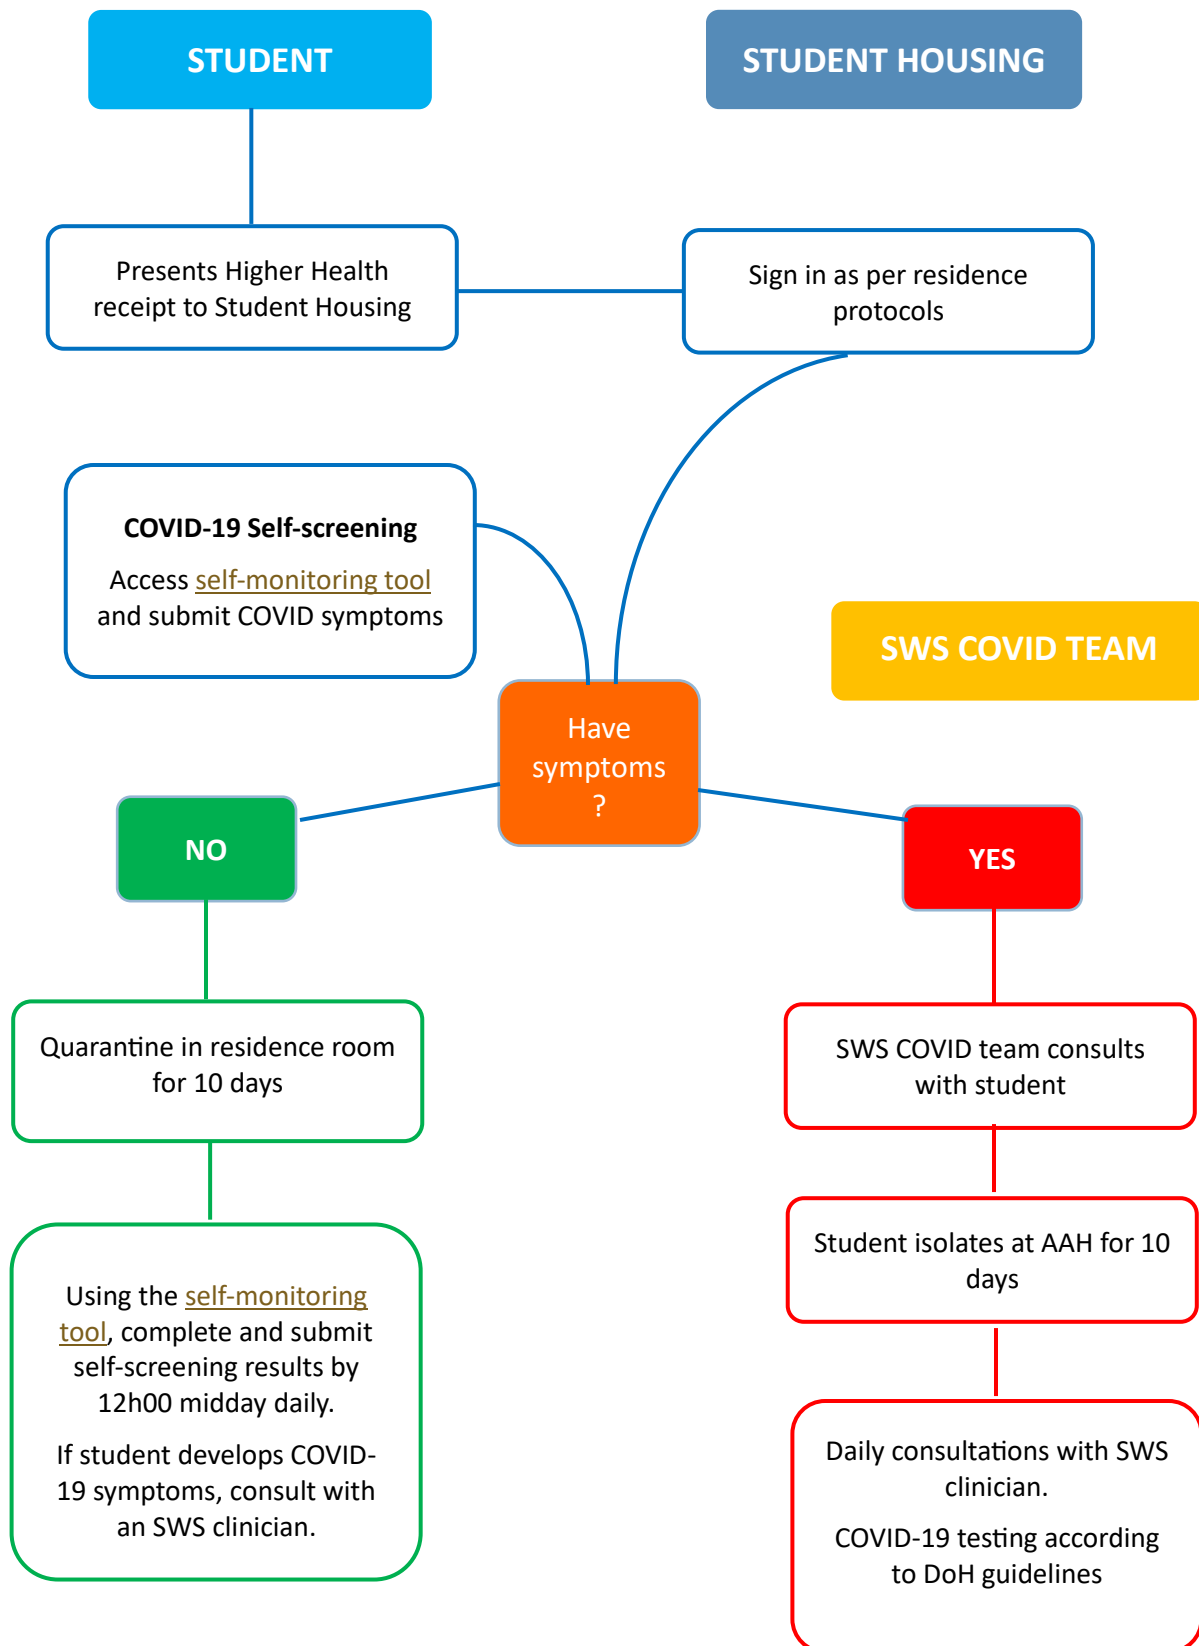 STUDENT
STUDENT HOUSING
Presents Higher Health
receipt to Student Housing
Sign in as per residence
protocols
COVID-19 Self-screening
Access self-monitoring tool
and submit COVID symptoms
SWS COVID TEAM
Have
symptoms
?
NO
YES
Quarantine in residence room
for 10 days
SWS COVID team consults
with student
Student isolates at AAH for 10
days
Using the self-monitoring
tool, complete and submit
self-screening results by
12h00 midday daily.
If student develops COVID-
19 symptoms, consult with
an SWS clinician.
Daily consultations with SWS
clinician.
COVID-19 testing according
to DoH guidelines